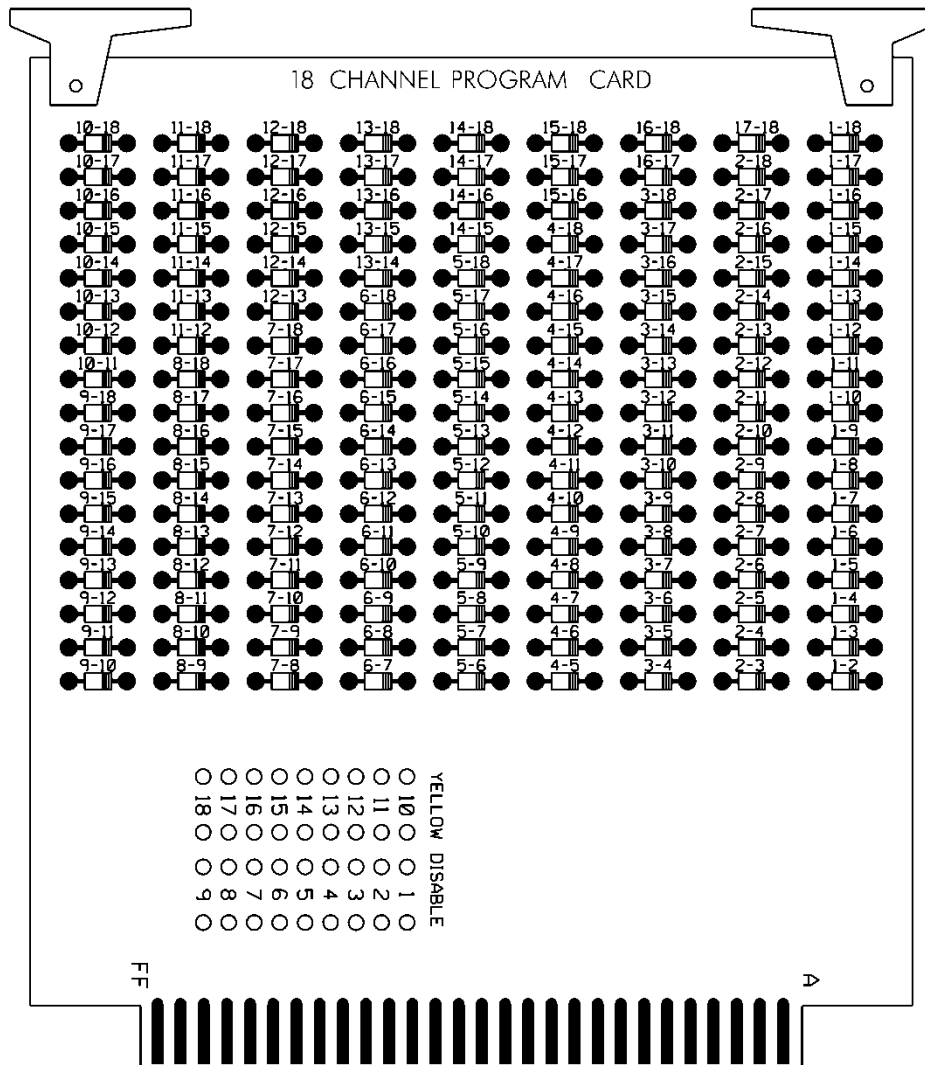 18 CHANNEL PROGRAM CARD
10-18 11-18 12-18 13-18 14-18 15-18 16-18 17-18 1-18
10-17 11-17 12-17 13-17 14-17 15-17 16-17 2-18 1-17
10-16 11-16 12-16 13-16 14-16 15-16 3-18 2-17 1-16
10-15 11-15 12-15 13-15 14-15 4-18 3-17 2-16 1-15
10-14 11-14 12-14 13-14 5-18 4-17 3-16 2-15 1-14
10-13 11-13 12-13 6-18 5-17 4-16 3-15 2-14 1-13
10-12 11-12 7-18 6-17 5-16 4-15 3-14 2-13 1-12
10-11 8-18 7-17 6-16 5-15 4-14 3-13 2-12 1-11
9-18 8-17 7-16 6-15 5-14 4-13 3-12 2-11 1-10
9-17 8-16 7-15 6-14 5-13 4-12 3-11 2-10 1-9
9-16 8-15 7-14 6-13 5-12 4-11 3-10 2-9 1-8
9-15 8-14 7-13 6-12 5-11 4-10 3-9 2-8 1-7
9-14 8-13 7-12 6-11 5-10 4-9 3-8 2-7 1-6
9-13 8-12 7-11 6-10 5-9 4-8 3-7 2-6 1-5
9-12 8-11 7-10 6-9 5-8 4-7 3-6 2-5 1-4
9-11 8-10 7-9 6-8 5-7 4-6 3-5 2-4 1-3
9-10 8-9 7-8 6-7 5-6 4-5 3-4 2-3 1-2
YELLOW DISABLE
10 1
11 2
12 3
13 4
14 5
15 6
16 7
17 8
18 9
FF A